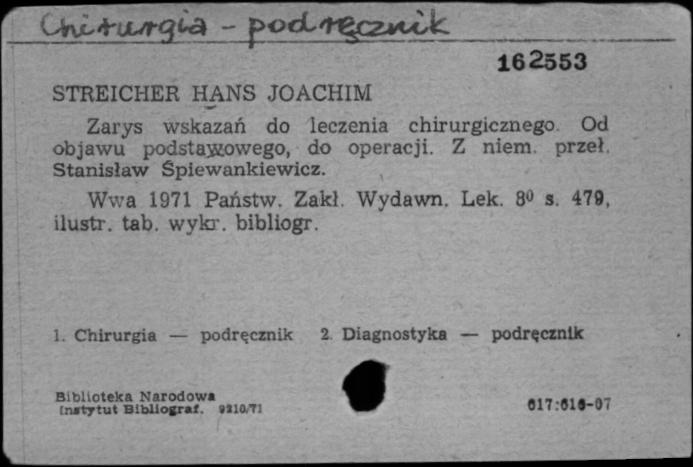 Chirurgia - podręcznik
162553
STREICHER HANS JOACHIM
Zarys wskazań do leczenia chirurgicznego. Od
objawu podstawowego, do operacji. Z niem. przeł.
Stanisław Śpiewankiewicz.
Wwa 1971 Państw. Zakł. Wydawn. Lek. 8⁰ s. 479,
ilustr. tab. wykr. bibliogr.
1. Chirurgia — podręcznik 2. Diagnostyka — podręcznik
Biblioteka Narodowa
Instytut Bibliograf. 9210/71
617:616-07